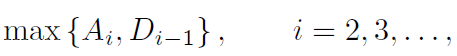 max {A_i, D_{i−1}} , i = 2, 3, . . . ,